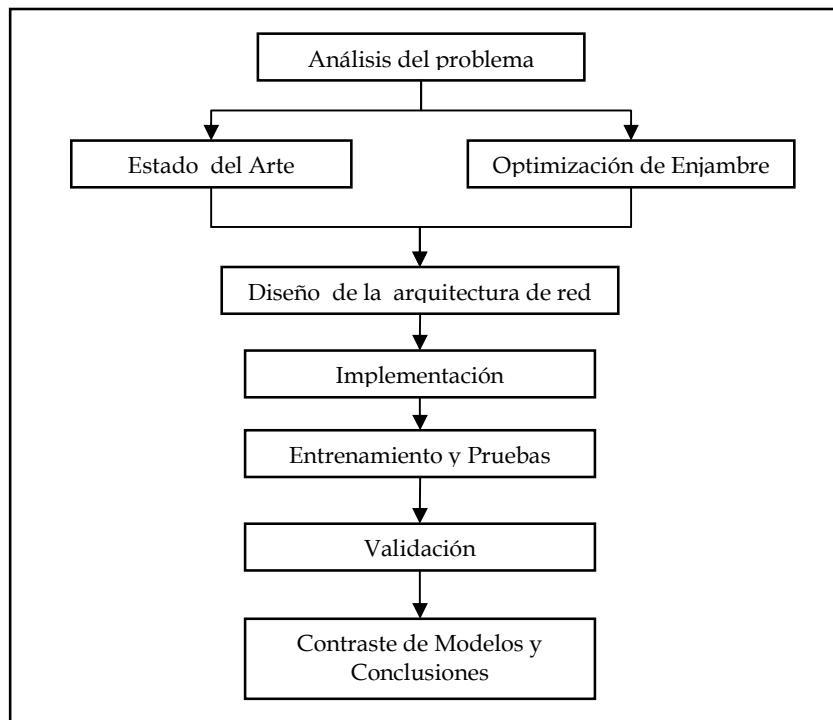 Análisis del problema
Estado del Arte
Optimización de Enjambre
Diseño de la arquitectura de red
Implementación
Entrenamiento y Pruebas
Validación
Contraste de Modelos y
Conclusiones